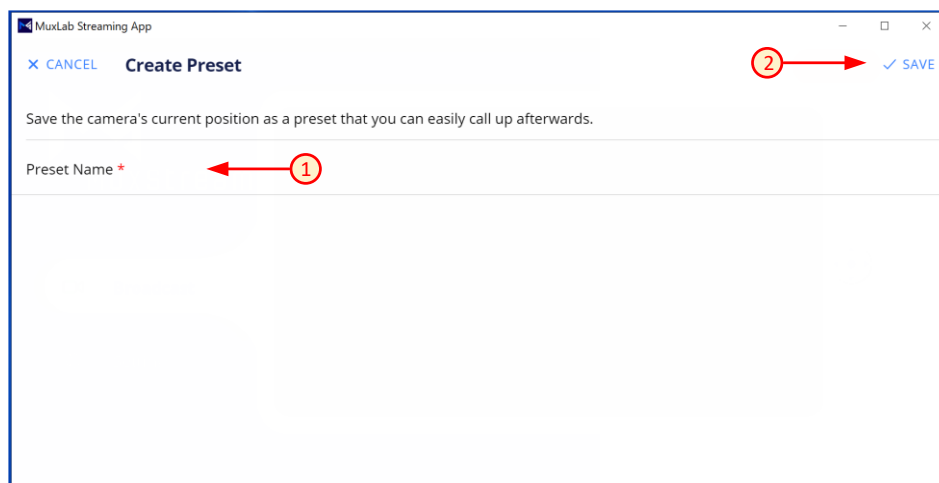 MuxLab Streaming App
× CANCEL Create Preset 2 ✓ SAVE
Save the camera's current position as a preset that you can easily call up afterwards.
Preset Name * 1